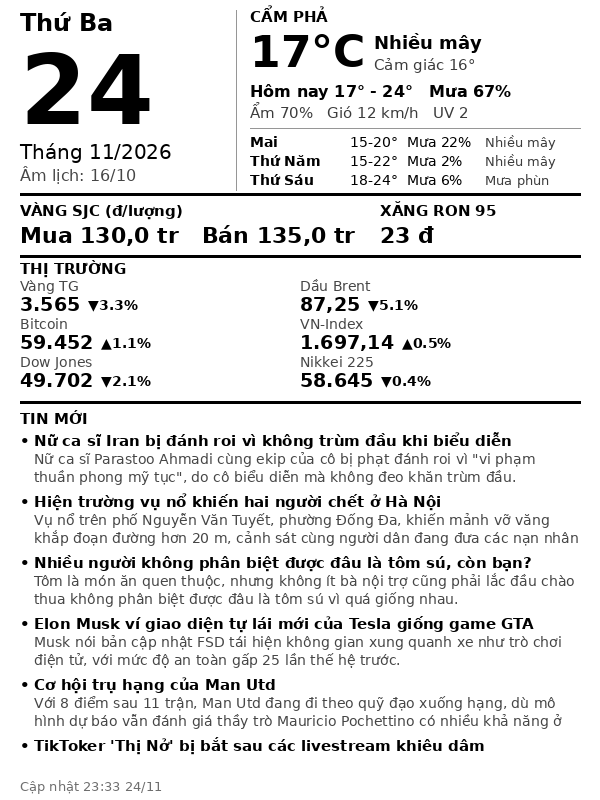 Thứ Ba
24
Tháng 11/2026
Âm lịch: 16/10
CẨM PHẢ
17°C Nhiều mây
Cảm giác 16°
Hôm nay 17° - 24° Mưa 67%
Ẩm 70% Gió 12 km/h UV 2
Mai 15-20° Mưa 22% Nhiều mây
Thứ Năm 15-22° Mưa 2% Nhiều mây
Thứ Sáu 18-24° Mưa 6% Mưa phùn
VÀNG SJC (đ/lượng)
Mua 130,0 tr Bán 135,0 tr
XĂNG RON 95
23 đ
THỊ TRƯỜNG
Vàng TG
3.565 ▼3.3%
Dầu Brent
87,25 ▼5.1%
Bitcoin
59.452 ▲1.1%
VN-Index
1.697,14 ▲0.5%
Dow Jones
49.702 ▼2.1%
Nikkei 225
58.645 ▼0.4%
TIN MỚI
• Nữ ca sĩ Iran bị đánh roi vì không trùm đầu khi biểu diễn
Nữ ca sĩ Parastoo Ahmadi cùng ekip của cô bị phạt đánh roi vì "vi phạm
thuần phong mỹ tục", do cô biểu diễn mà không đeo khăn trùm đầu.
• Hiện trường vụ nổ khiến hai người chết ở Hà Nội
Vụ nổ trên phố Nguyễn Văn Tuyết, phường Đống Đa, khiến mảnh vỡ văng
khắp đoạn đường hơn 20 m, cảnh sát cùng người dân đang đưa các nạn nhân
• Nhiều người không phân biệt được đâu là tôm sú, còn bạn?
Tôm là món ăn quen thuộc, nhưng không ít bà nội trợ cũng phải lắc đầu chào
thua không phân biệt được đâu là tôm sú vì quá giống nhau.
• Elon Musk ví giao diện tự lái mới của Tesla giống game GTA
Musk nói bản cập nhật FSD tái hiện không gian xung quanh xe như trò chơi
điện tử, với mức độ an toàn gấp 25 lần thế hệ trước.
• Cơ hội trụ hạng của Man Utd
Với 8 điểm sau 11 trận, Man Utd đang đi theo quỹ đạo xuống hạng, dù mô
hình dự báo vẫn đánh giá thầy trò Mauricio Pochettino có nhiều khả năng ở
• TikToker 'Thị Nở' bị bắt sau các livestream khiêu dâm
Cập nhật 23:33 24/11